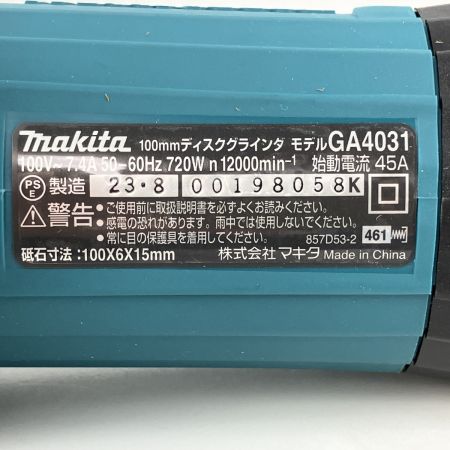 makita 100mmディスクグラインダ モデルGA4031
100V~7.4A 50-60Hz 720W n 12000min⁻¹ 始動電流 45A
PSE 製造 23・8 00198058K
警告 ・ご使用前に取扱説明書を必ずよくお読みください。
・感電の恐れあり。雨中では使用しないでください。
・常に目の保護具を着用してください。
857D53-2 461
砥石寸法:100X6X15mm 株式会社マキタ Made in China